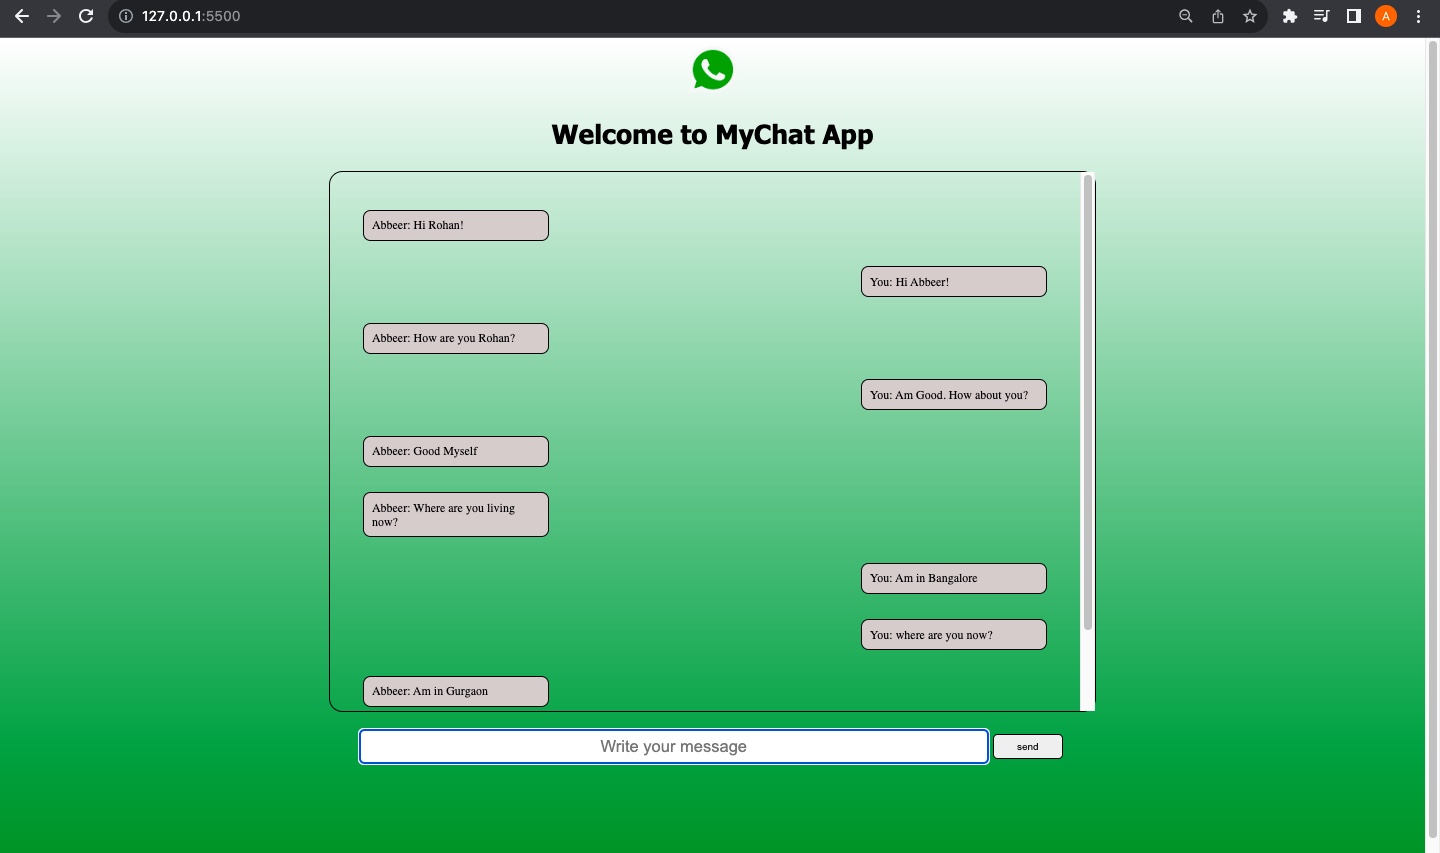 127.0.0.1:5500
A
Welcome to MyChat App
Abbeer: Hi Rohan!
You: Hi Abbeer!
Abbeer: How are you Rohan?
You: Am Good. How about you?
Abbeer: Good Myself
Abbeer: Where are you living
now?
You: Am in Bangalore
You: where are you now?
Abbeer: Am in Gurgaon
Write your message
send